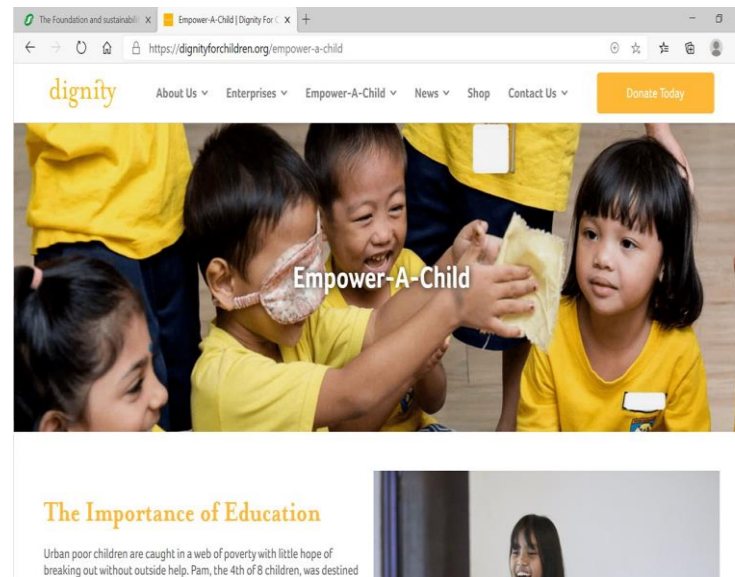 The Foundation and sustainabili
Empower-A-Child | Dignity For C
https://dignityforchildren.org/empower-a-child
dignity
About Us
Enterprises
Empower-A-Child
News
Shop
Contact Us
Donate Today
Empower-A-Child
The Importance of Education
Urban poor children are caught in a web of poverty with little hope of
breaking out without outside help. Pam, the 4th of 8 children, was destined